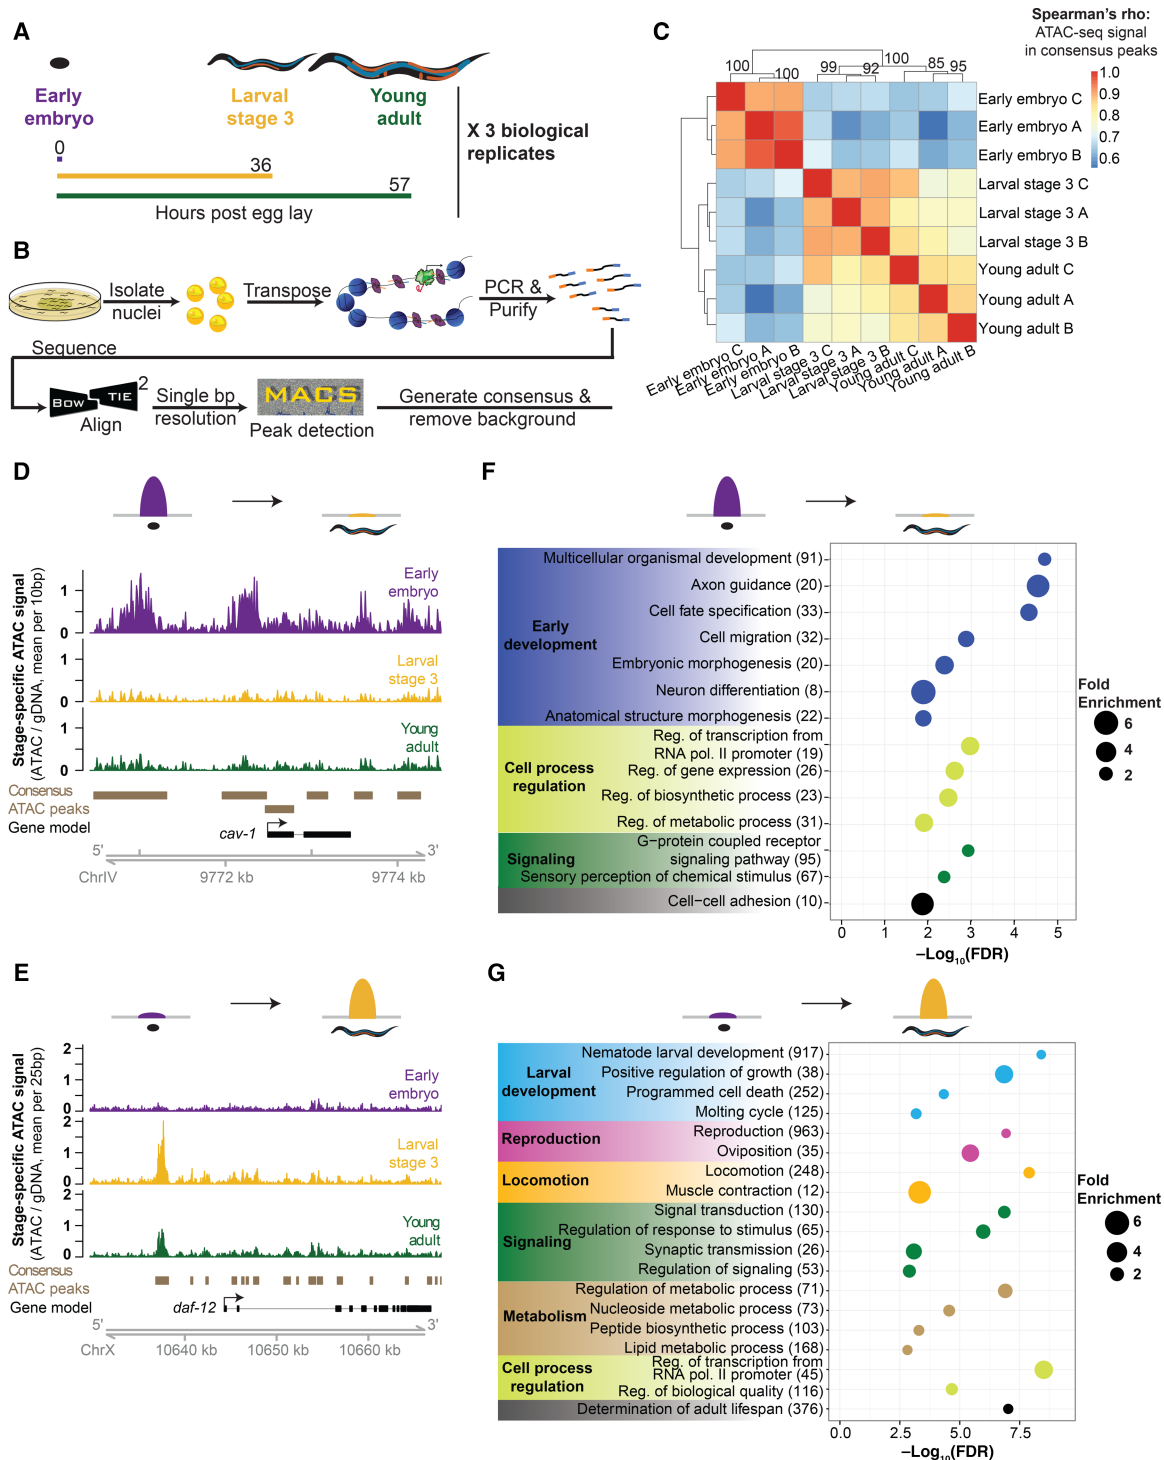 A
Early
embryo
Larval
stage 3
Young
adult
0
36
57
Hours post egg lay
X 3 biological
replicates
B
Isolate
nuclei
Transpose
PCR &
Purify
Sequence
BOW
TIE
2
Align
Single bp
resolution
MACS
Peak detection
Generate consensus &
remove background
C
Spearman's rho:
ATAC-seq signal
in consensus peaks
1.0
0.9
0.8
0.7
0.6
100
100
99
92
100
85
95
Early embryo C
Early embryo A
Early embryo B
Larval stage 3 C
Larval stage 3 A
Larval stage 3 B
Young adult C
Young adult A
Young adult B
Early embryo C
Early embryo A
Early embryo B
Larval stage 3 C
Larval stage 3 A
Larval stage 3 B
Young adult C
Young adult A
Young adult B
D
Stage-specific ATAC signal
(ATAC / gDNA, mean per 10bp)
1
0
Early
embryo
1
0
Larval
stage 3
1
0
Young
adult
Consensus
ATAC peaks
Gene model
cav-1
5'
3'
ChrIV
9772 kb
9774 kb
E
Stage-specific ATAC signal
(ATAC / gDNA, mean per 25bp)
2
1
0
Early
embryo
2
1
0
Larval
stage 3
2
1
0
Young
adult
Consensus
ATAC peaks
Gene model
daf-12
5'
3'
ChrX
10640 kb
10650 kb
10660 kb
F
Early
development
Multicellular organismal development (91)
Axon guidance (20)
Cell fate specification (33)
Cell migration (32)
Embryonic morphogenesis (20)
Neuron differentiation (8)
Anatomical structure morphogenesis (22)
Cell process
regulation
Reg. of transcription from
RNA pol. II promoter (19)
Reg. of gene expression (26)
Reg. of biosynthetic process (23)
Reg. of metabolic process (31)
Signaling
G-protein coupled receptor
signaling pathway (95)
Sensory perception of chemical stimulus (67)
Cell−cell adhesion (10)
0
1
2
3
4
5
−Log10(FDR)
Fold
Enrichment
6
4
2
G
Larval
development
Nematode larval development (917)
Positive regulation of growth (38)
Programmed cell death (252)
Molting cycle (125)
Reproduction
Reproduction (963)
Oviposition (35)
Locomotion
Locomotion (248)
Muscle contraction (12)
Signaling
Signal transduction (130)
Regulation of response to stimulus (65)
Synaptic transmission (26)
Regulation of signaling (53)
Metabolism
Regulation of metabolic process (71)
Nucleoside metabolic process (73)
Peptide biosynthetic process (103)
Lipid metabolic process (168)
Cell process
regulation
Reg. of transcription from
RNA pol. II promoter (45)
Reg. of biological quality (116)
Determination of adult lifespan (376)
0.0
2.5
5.0
7.5
−Log10(FDR)
Fold
Enrichment
6
4
2